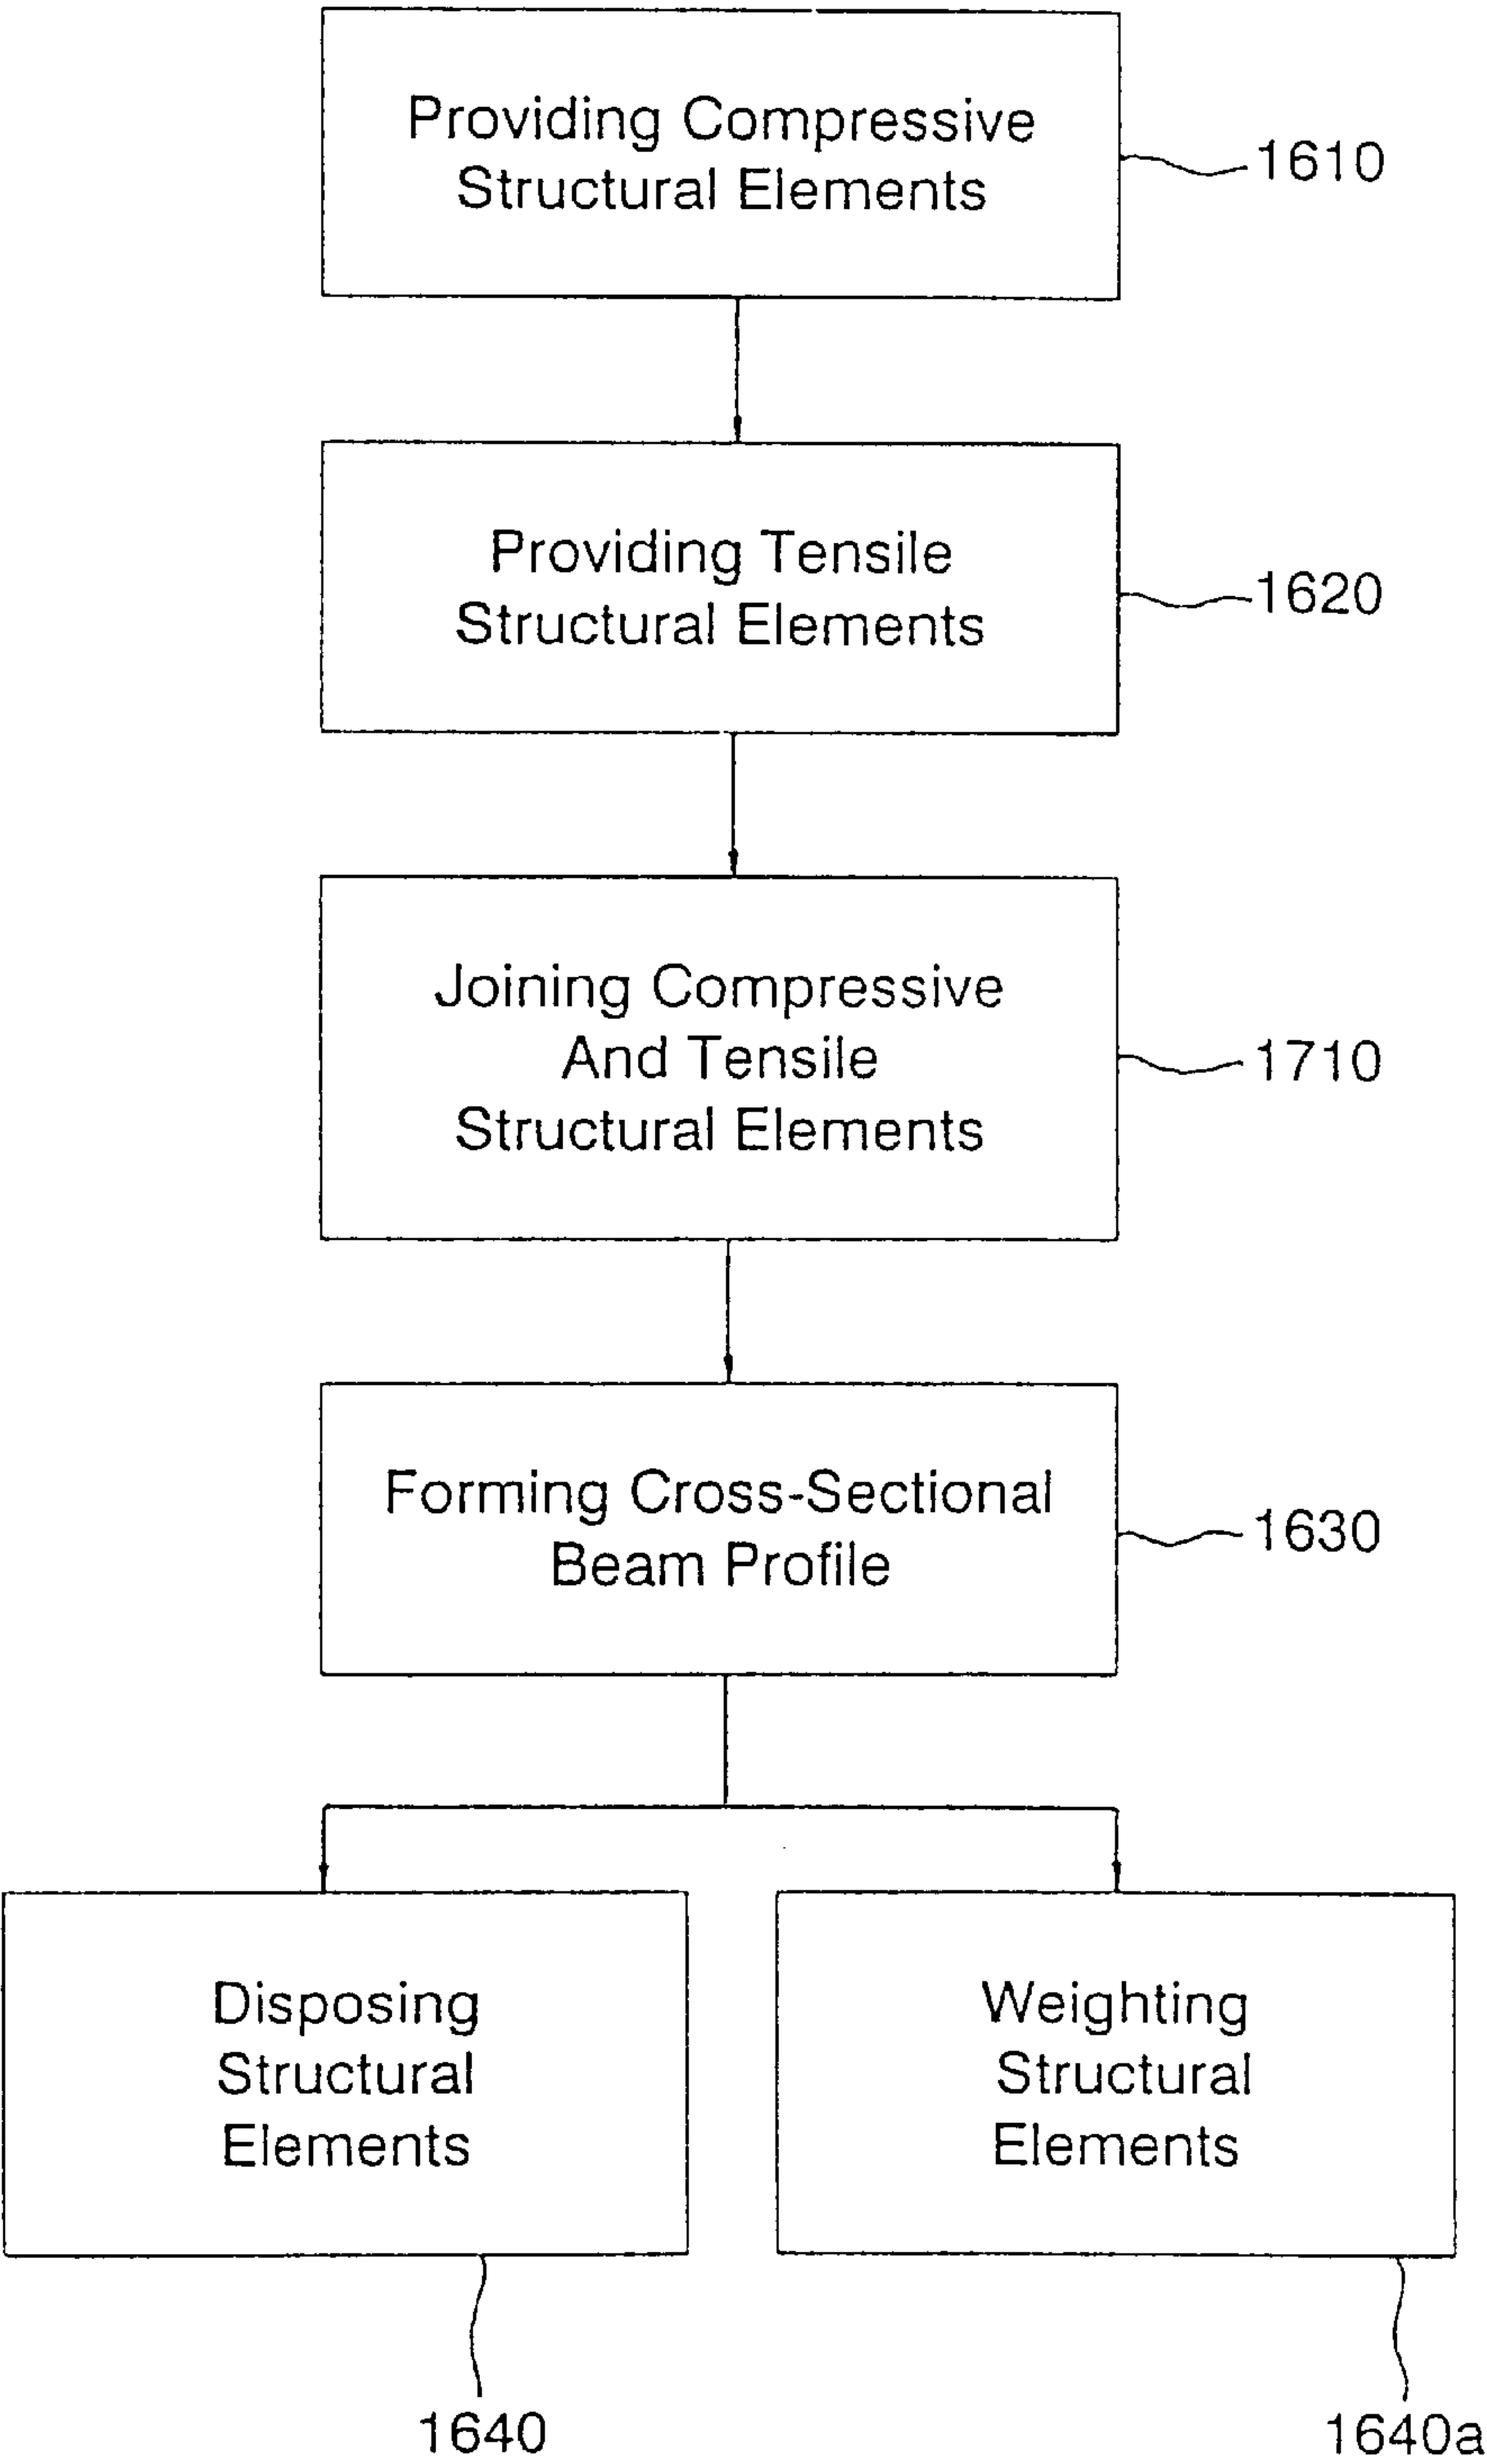 Providing Compressive
Structural Elements
1610
Providing Tensile
Structural Elements
1620
Joining Compressive
And Tensile
Structural Elements
1710
Forming Cross-Sectional
Beam Profile
1630
Disposing
Structural
Elements
Weighting
Structural
Elements
1640
1640a